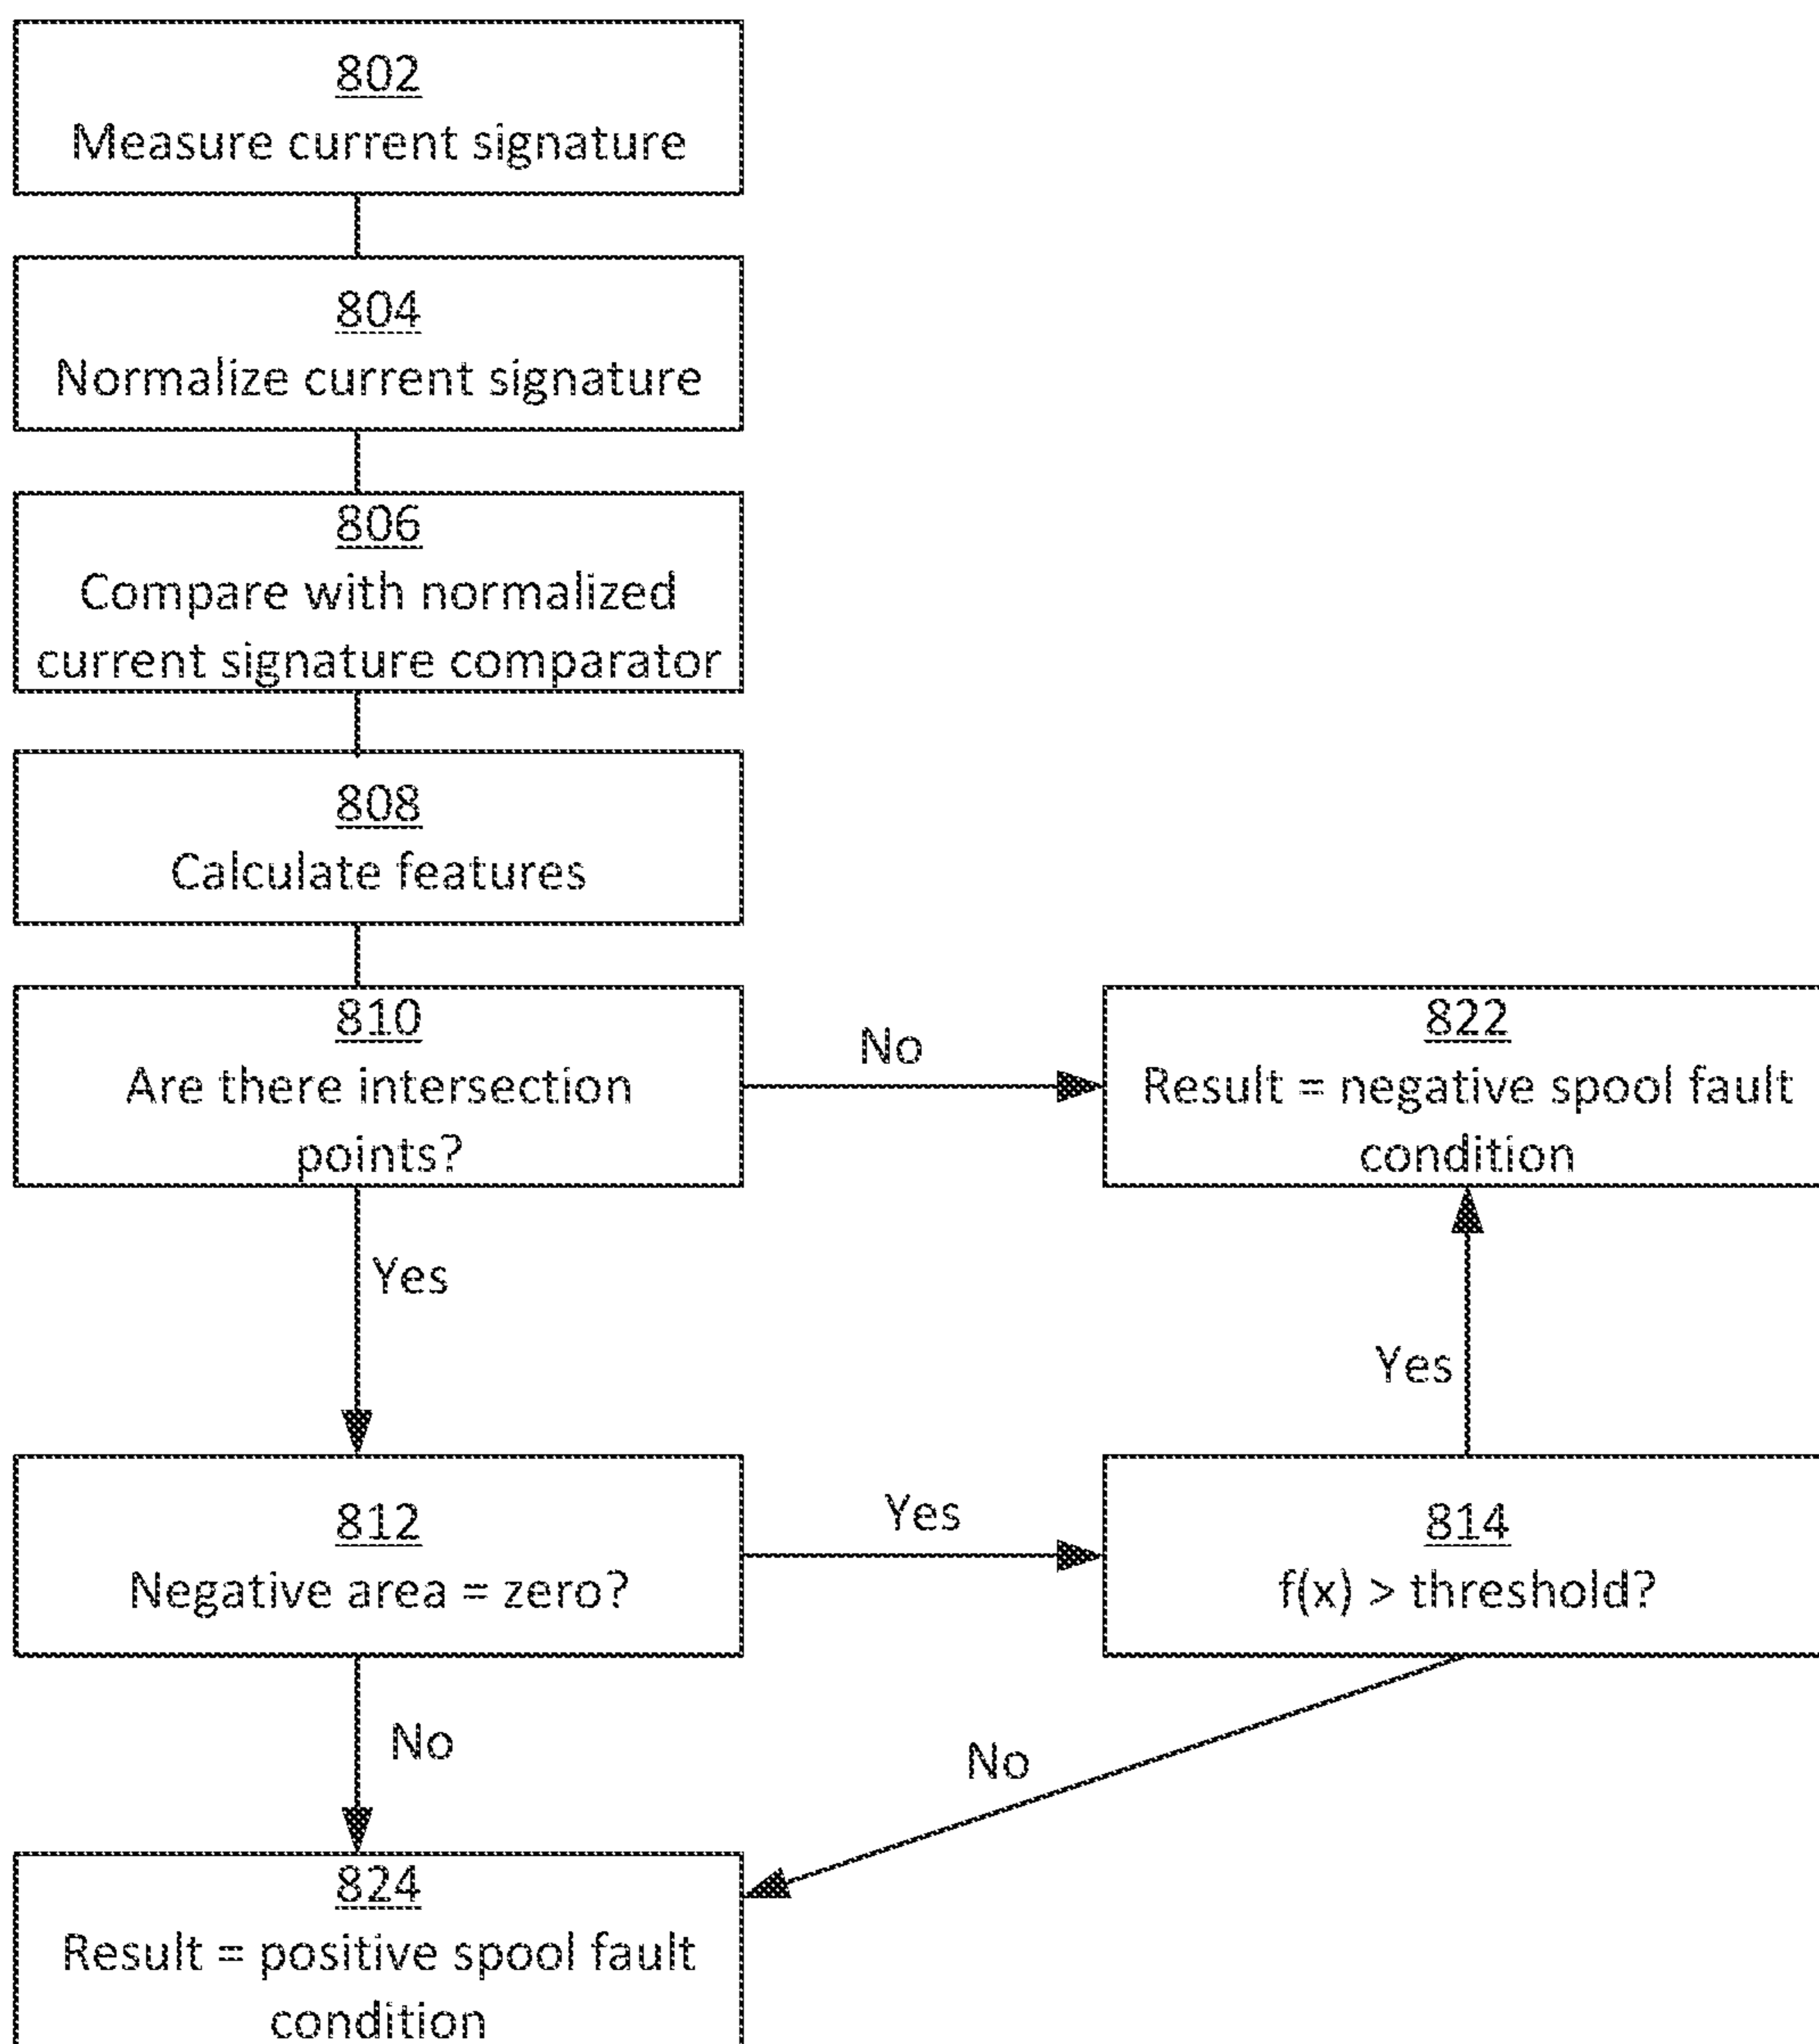 802
Measure current signature
804
Normalize current signature
806
Compare with normalized
current signature comparator
808
Calculate features
810
Are there intersection
points?
No
822
Result = negative spool fault
condition
Yes
Yes
812
Negative area = zero?
Yes
814
f(x) > threshold?
No
No
824
Result = positive spool fault
condition